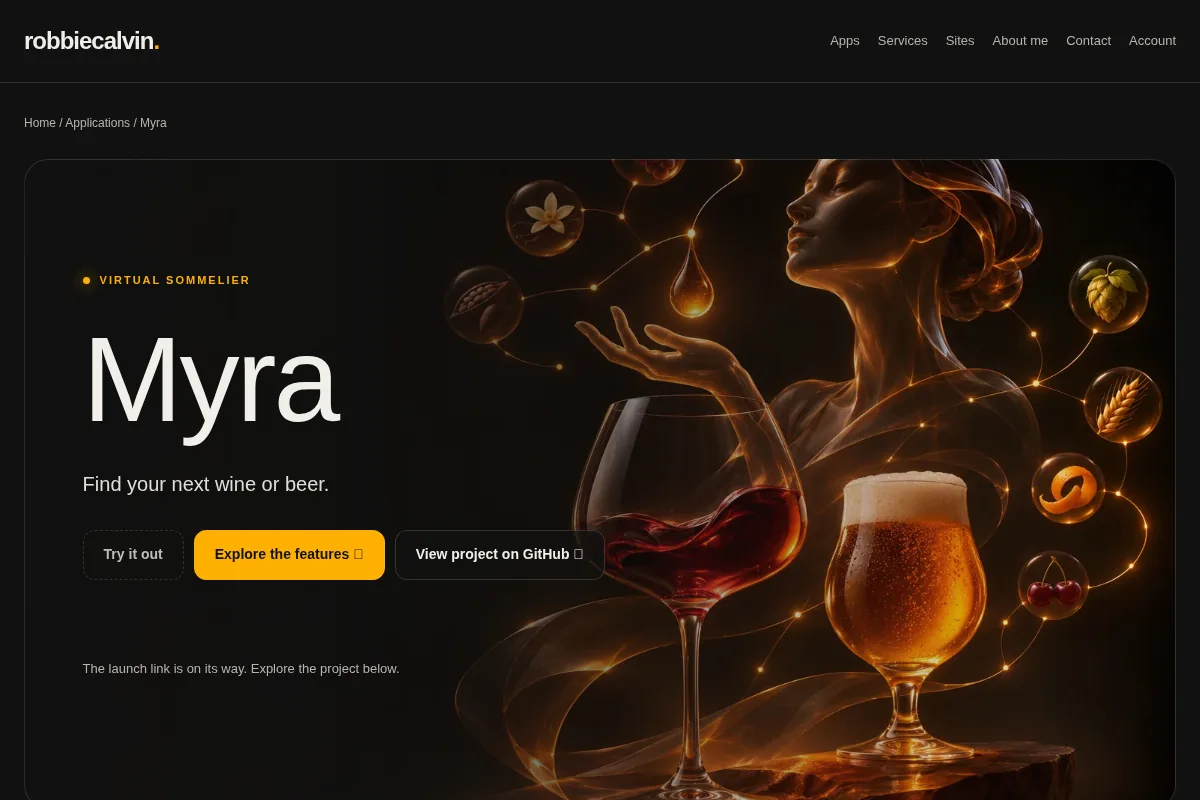 robbiecalvin.
Apps Services Sites About me Contact Account
Home / Applications / Myra
VIRTUAL SOMMELIER
Myra
Find your next wine or beer.
Try it out
Explore the features
View project on GitHub
The launch link is on its way. Explore the project below.